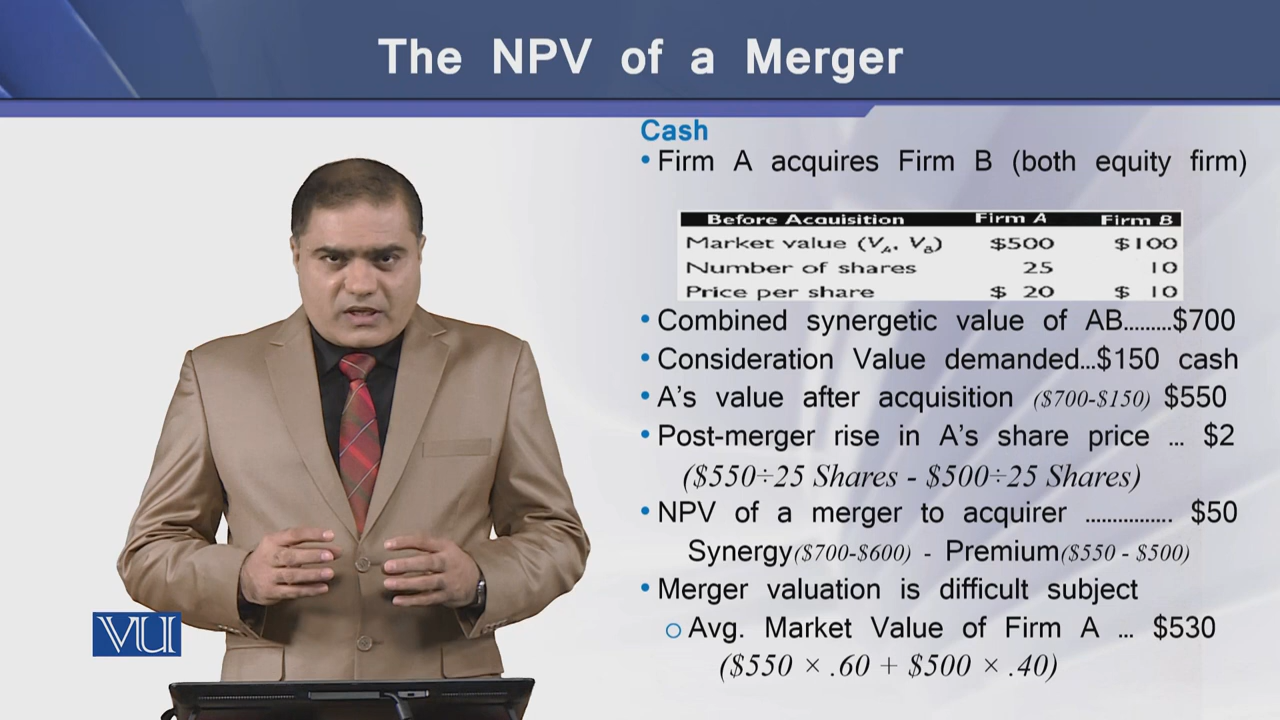 The NPV of a Merger
Cash
• Firm A acquires Firm B (both equity firm)
Before Acquisition Firm A Firm B
Market value (VA, VB) $500 $100
Number of shares 25 10
Price per share $ 20 $ 10
• Combined synergetic value of AB.........$700
• Consideration Value demanded...$150 cash
• A's value after acquisition ($700-$150) $550
• Post-merger rise in A's share price ... $2
($550÷25 Shares - $500÷25 Shares)
• NPV of a merger to acquirer ................ $50
Synergy($700-$600) - Premium($550 - $500)
• Merger valuation is difficult subject
o Avg. Market Value of Firm A ... $530
($550 × .60 + $500 × .40)
VU